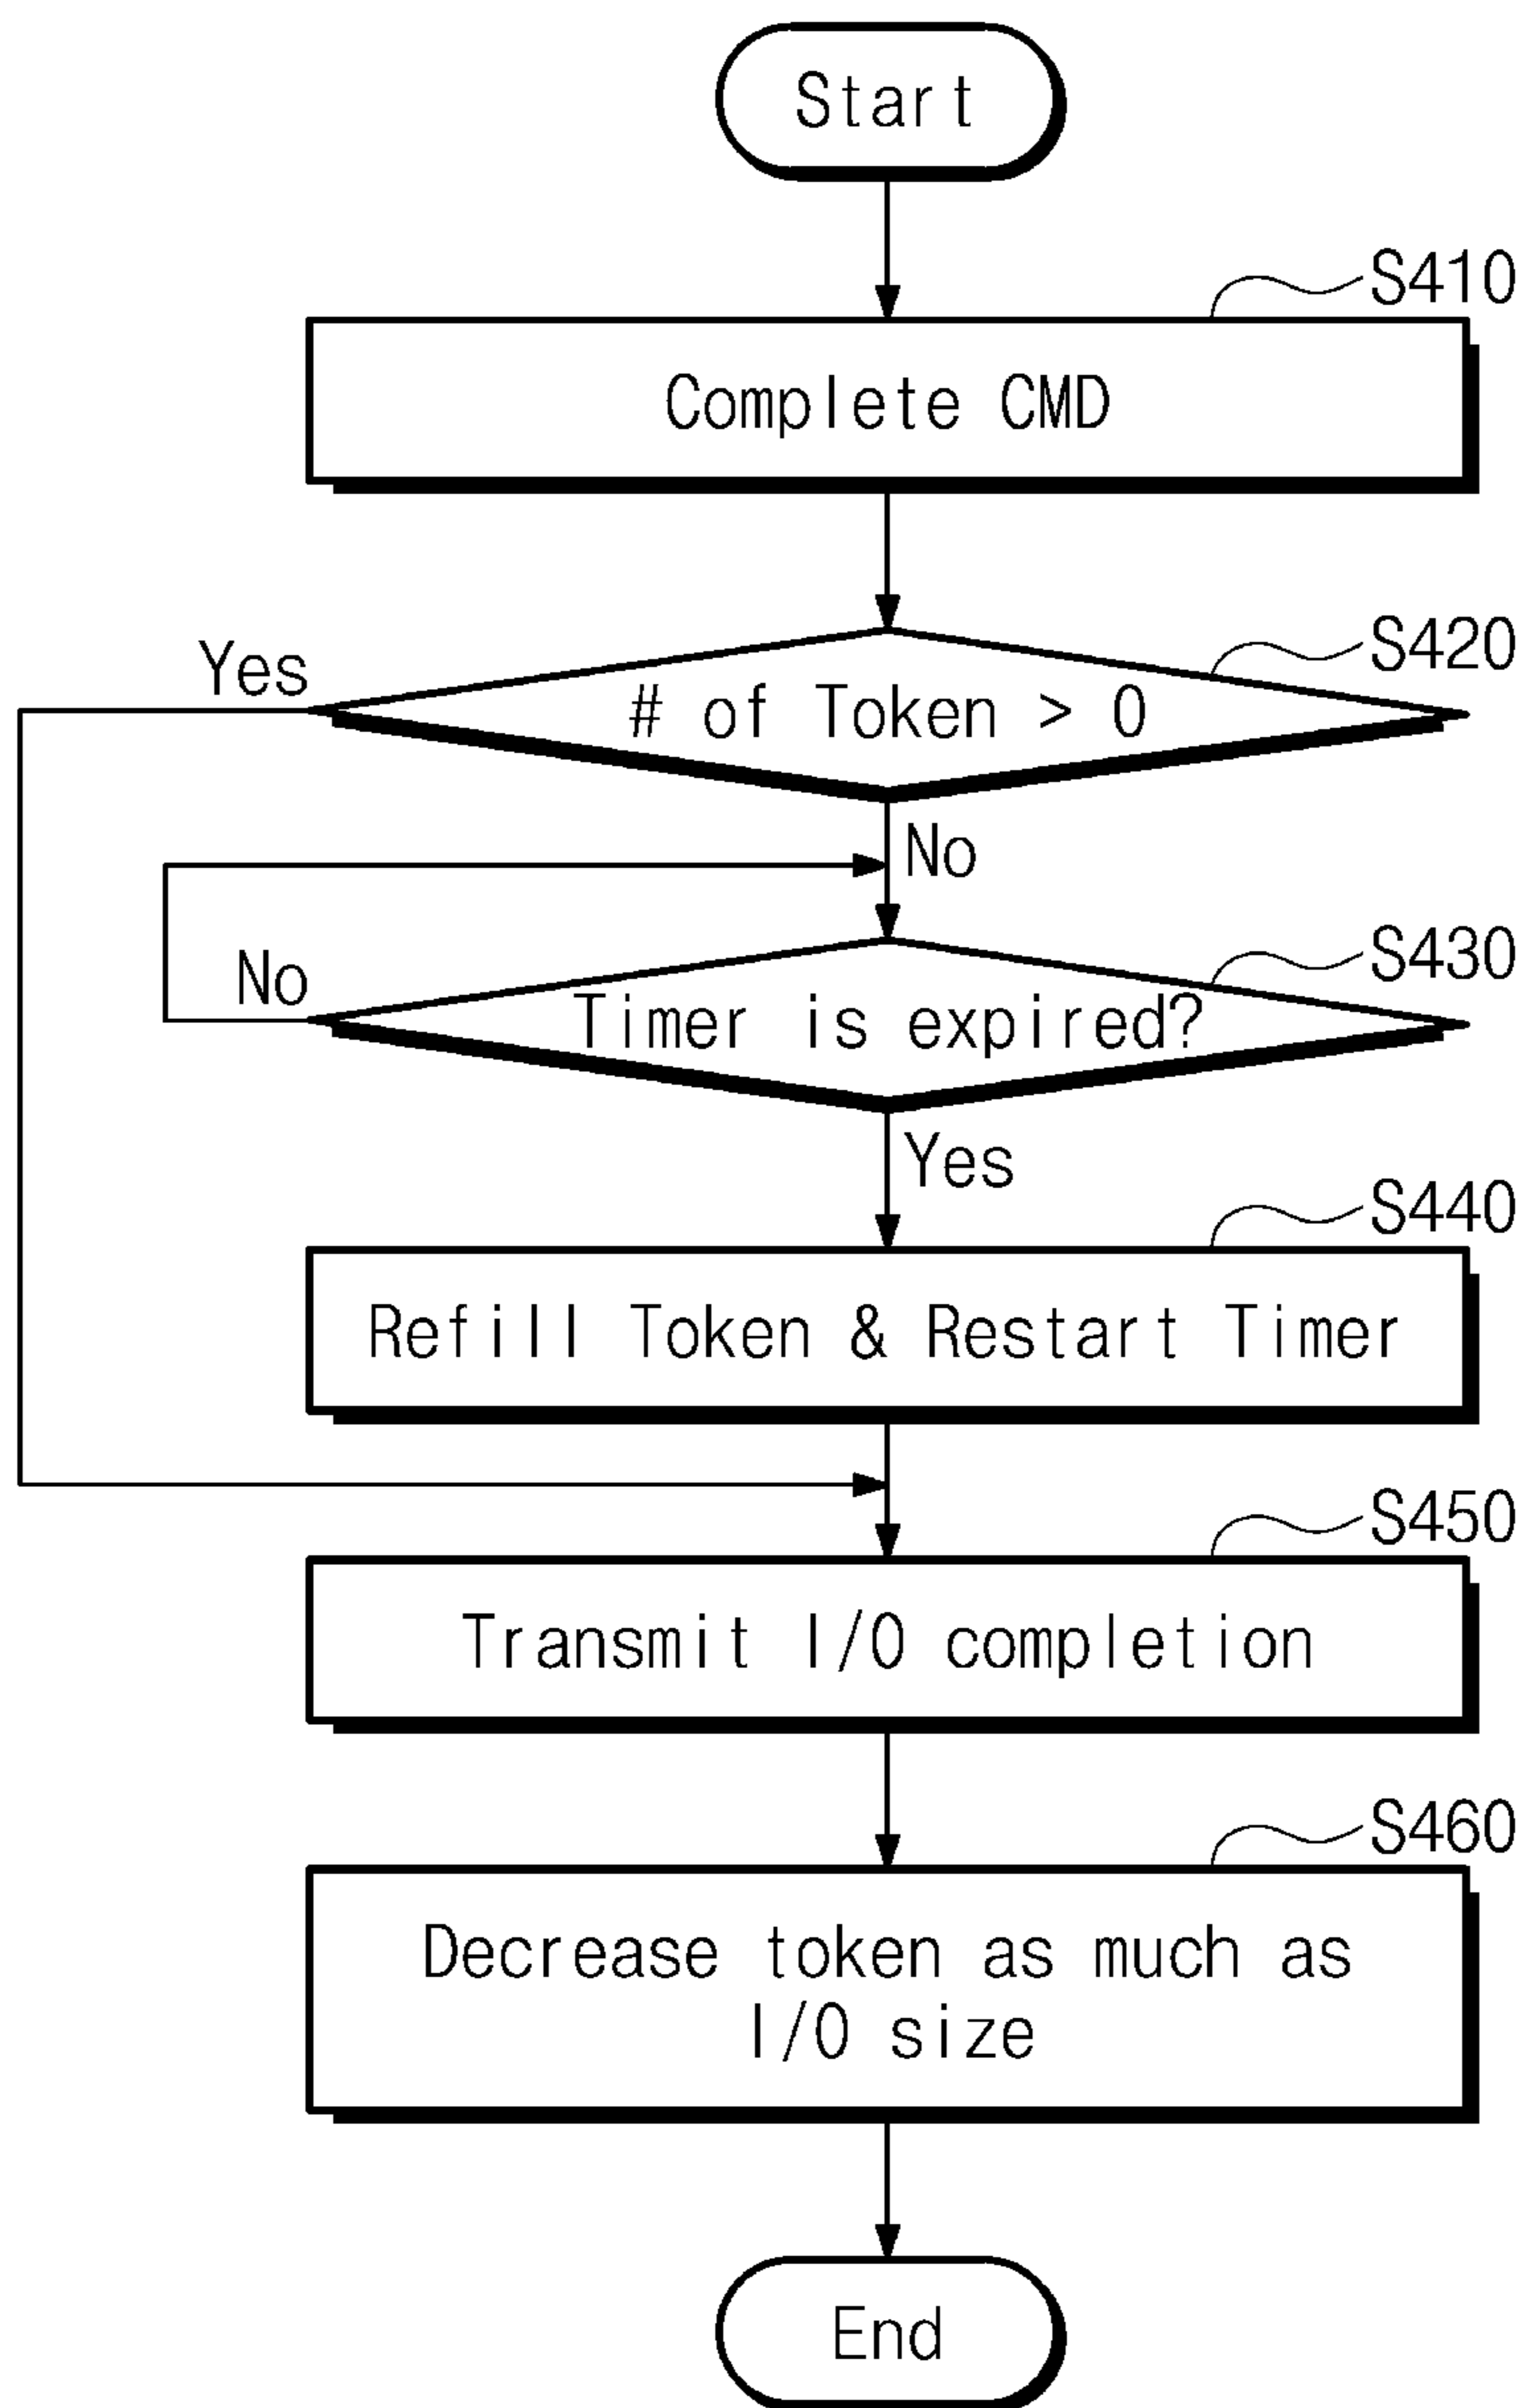 Start
S410
Complete CMD
S420
Yes
# of Token > 0
No
S430
No
Timer is expired?
Yes
S440
Refill Token & Restart Timer
S450
Transmit I/O completion
S460
Decrease token as much as
I/O size
End